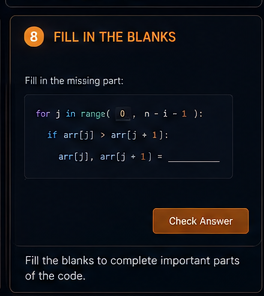 8 FILL IN THE BLANKS
Fill in the missing part:
for j in range( 0 , n - i - 1 ):
if arr[j] > arr[j + 1]:
arr[j], arr[j + 1] = __________
Check Answer
Fill the blanks to complete important parts
of the code.